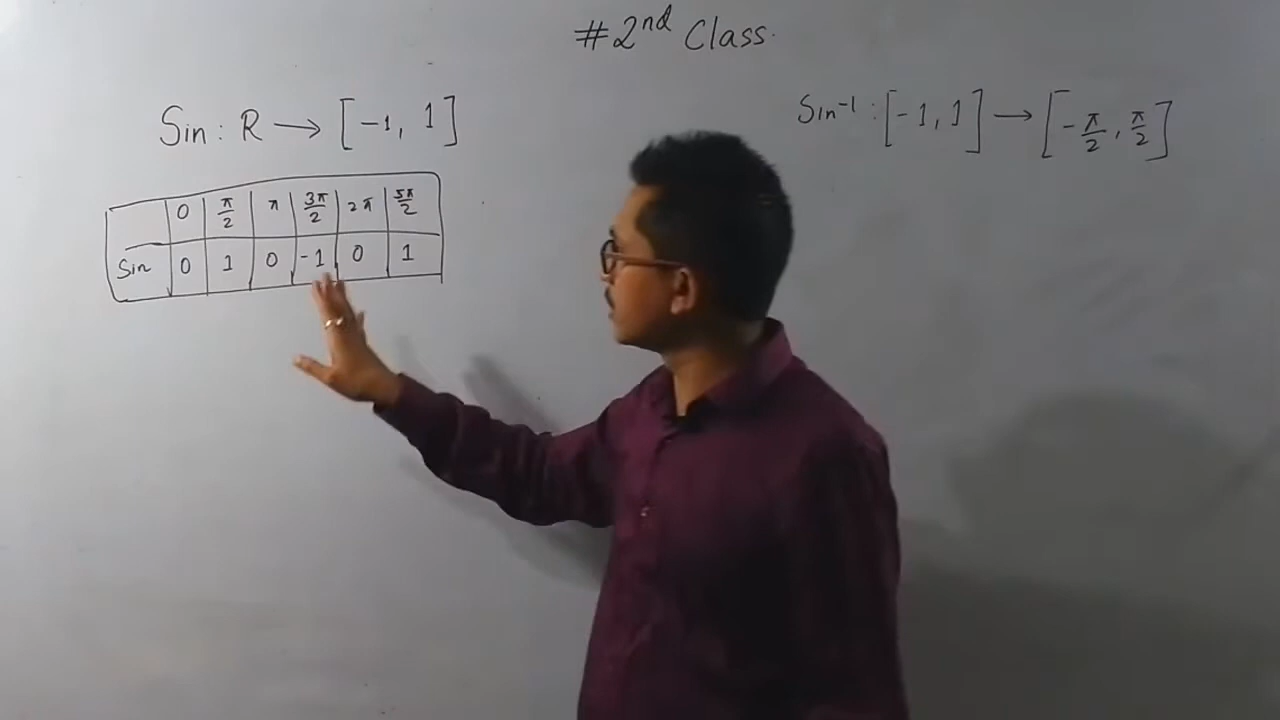 #2nd Class.
Sin : R → [-1, 1]
Sin⁻¹ : [-1, 1] → [-π/2, π/2]
0 π/2 π 3π/2 2π 5π/2
Sin 0 1 0 -1 0 1